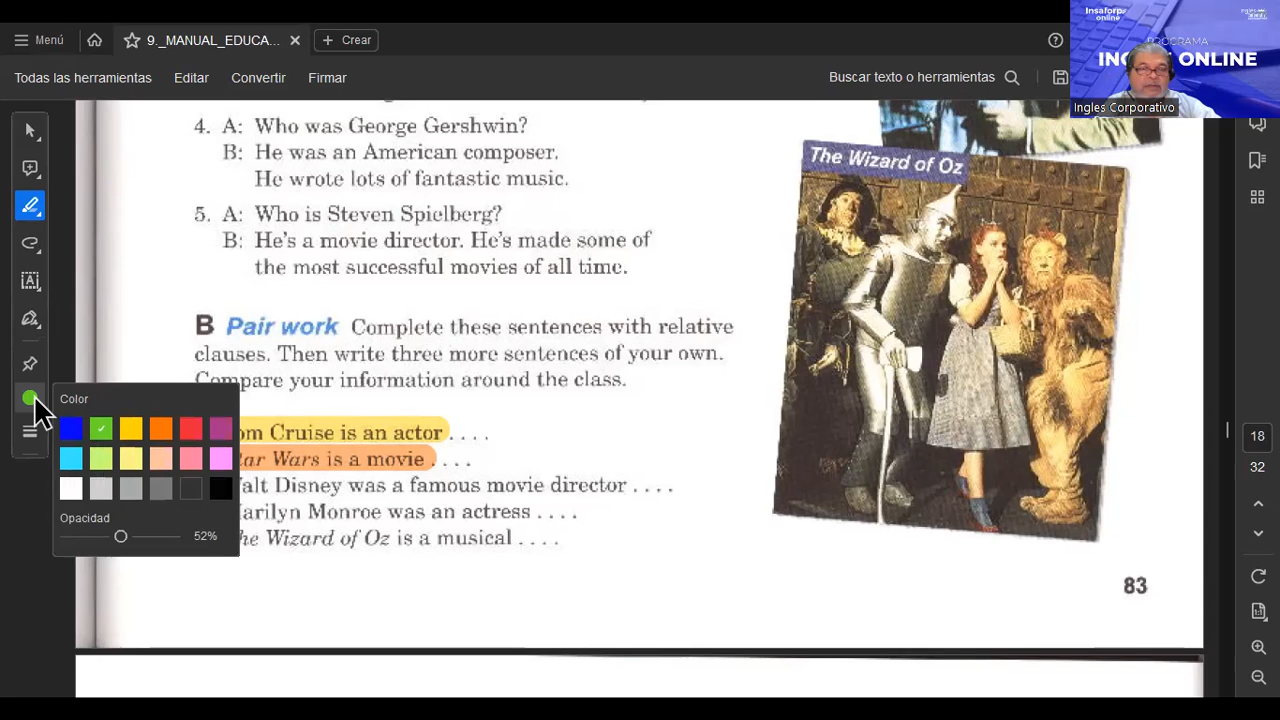 Insaforp
online
PROGRAMA
INGLÉS ONLINE
Ingles Corporativo
Menú
9._MANUAL_EDUCA...
Crear
Todas las herramientas
Editar
Convertir
Firmar
Buscar texto o herramientas
4. A: Who was George Gershwin?
B: He was an American composer.
He wrote lots of fantastic music.
5. A: Who is Steven Spielberg?
B: He's a movie director. He's made some of
the most successful movies of all time.
The Wizard of Oz
B Pair work Complete these sentences with relative
clauses. Then write three more sentences of your own.
Compare your information around the class.
om Cruise is an actor . . . .
ar Wars is a movie . . . .
alt Disney was a famous movie director . . . .
arilyn Monroe was an actress . . . .
he Wizard of Oz is a musical . . . .
83
Color
Opacidad
52%
18
32